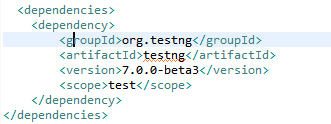 <dependencies>
<dependency>
<groupId>org.testng</groupId>
<artifactId>testng</artifactId>
<version>7.0.0-beta3</version>
<scope>test</scope>
</dependency>
</dependencies>